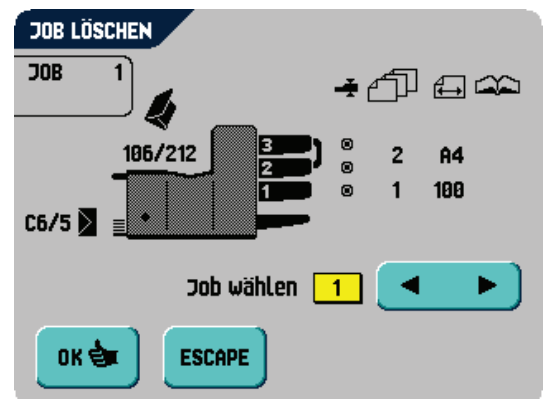 JOB LÖSCHEN
JOB 1
106/212
3
2
1
2 A4
1 100
C6/5
Job wählen 1
OK
ESCAPE